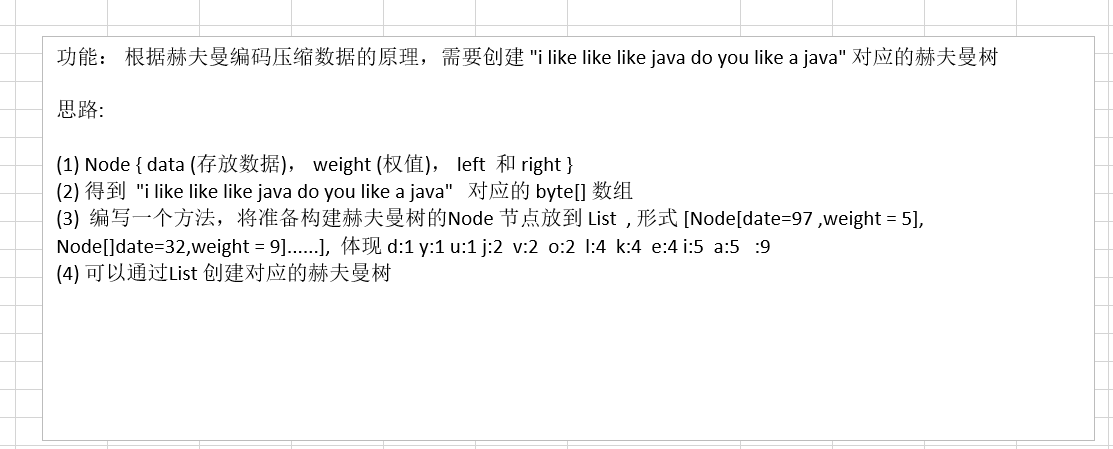 功能： 根据赫夫曼编码压缩数据的原理，需要创建 "i like like like java do you like a java" 对应的赫夫曼树
思路:
(1) Node { data (存放数据)， weight (权值)， left 和 right }
(2) 得到 "i like like like java do you like a java" 对应的 byte[] 数组
(3) 编写一个方法，将准备构建赫夫曼树的Node 节点放到 List , 形式 [Node[date=97 ,weight = 5],
Node[]date=32,weight = 9]......], 体现 d:1 y:1 u:1 j:2 v:2 o:2 l:4 k:4 e:4 i:5 a:5 :9
(4) 可以通过List 创建对应的赫夫曼树